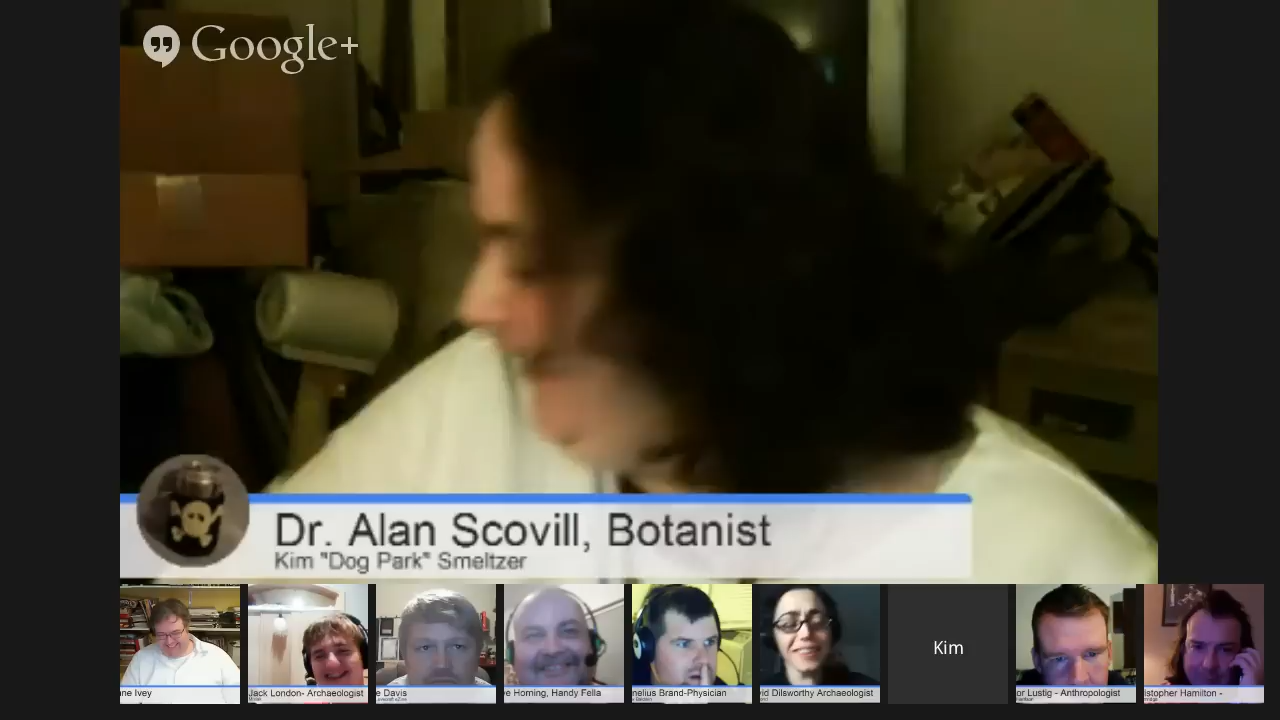 Google+
Dr. Alan Scovill, Botanist
Kim "Dog Park" Smeltzer
ne Ivey
Jack London- Archaeologist
e Davis
e Horning, Handy Fella
nelius Brand-Physician
vid Dilsworthy Archaeologist
Kim
or Lustig - Anthropologist
istopher Hamilton -